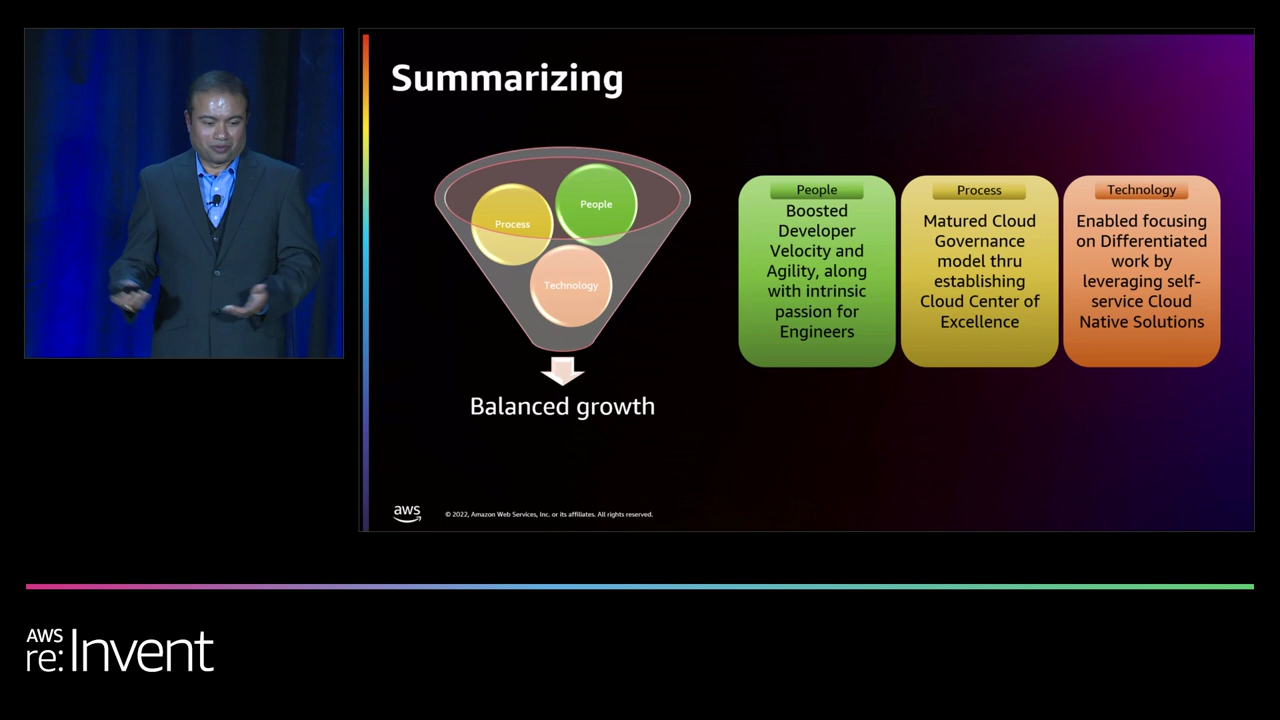 Summarizing
Process
People
Technology
Balanced growth
People
Boosted
Developer
Velocity and
Agility, along
with intrinsic
passion for
Engineers
Process
Matured Cloud
Governance
model thru
establishing
Cloud Center of
Excellence
Technology
Enabled focusing
on Differentiated
work by
leveraging self-
service Cloud
Native Solutions
aws
© 2022, Amazon Web Services, Inc. or its affiliates. All rights reserved.
AWS
re:Invent